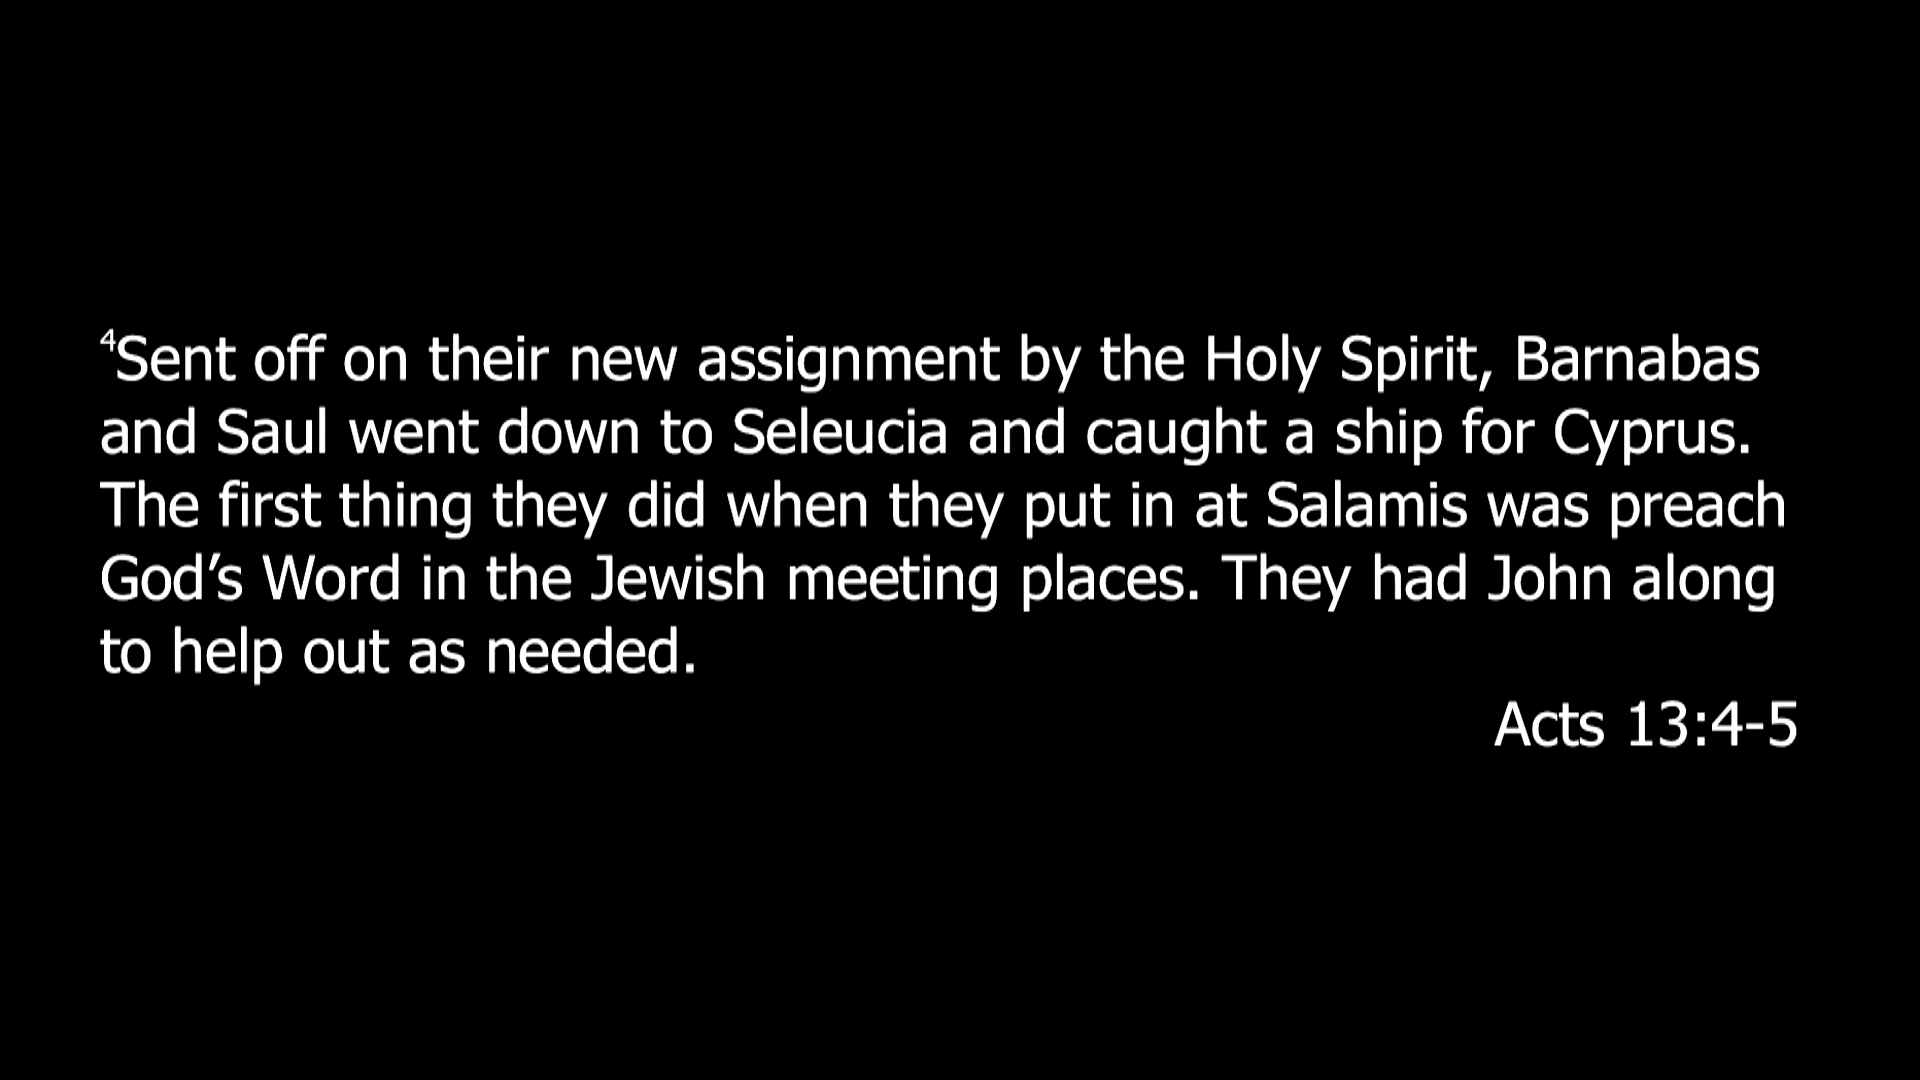 ⁴Sent off on their new assignment by the Holy Spirit, Barnabas
and Saul went down to Seleucia and caught a ship for Cyprus.
The first thing they did when they put in at Salamis was preach
God’s Word in the Jewish meeting places. They had John along
to help out as needed.
Acts 13:4-5